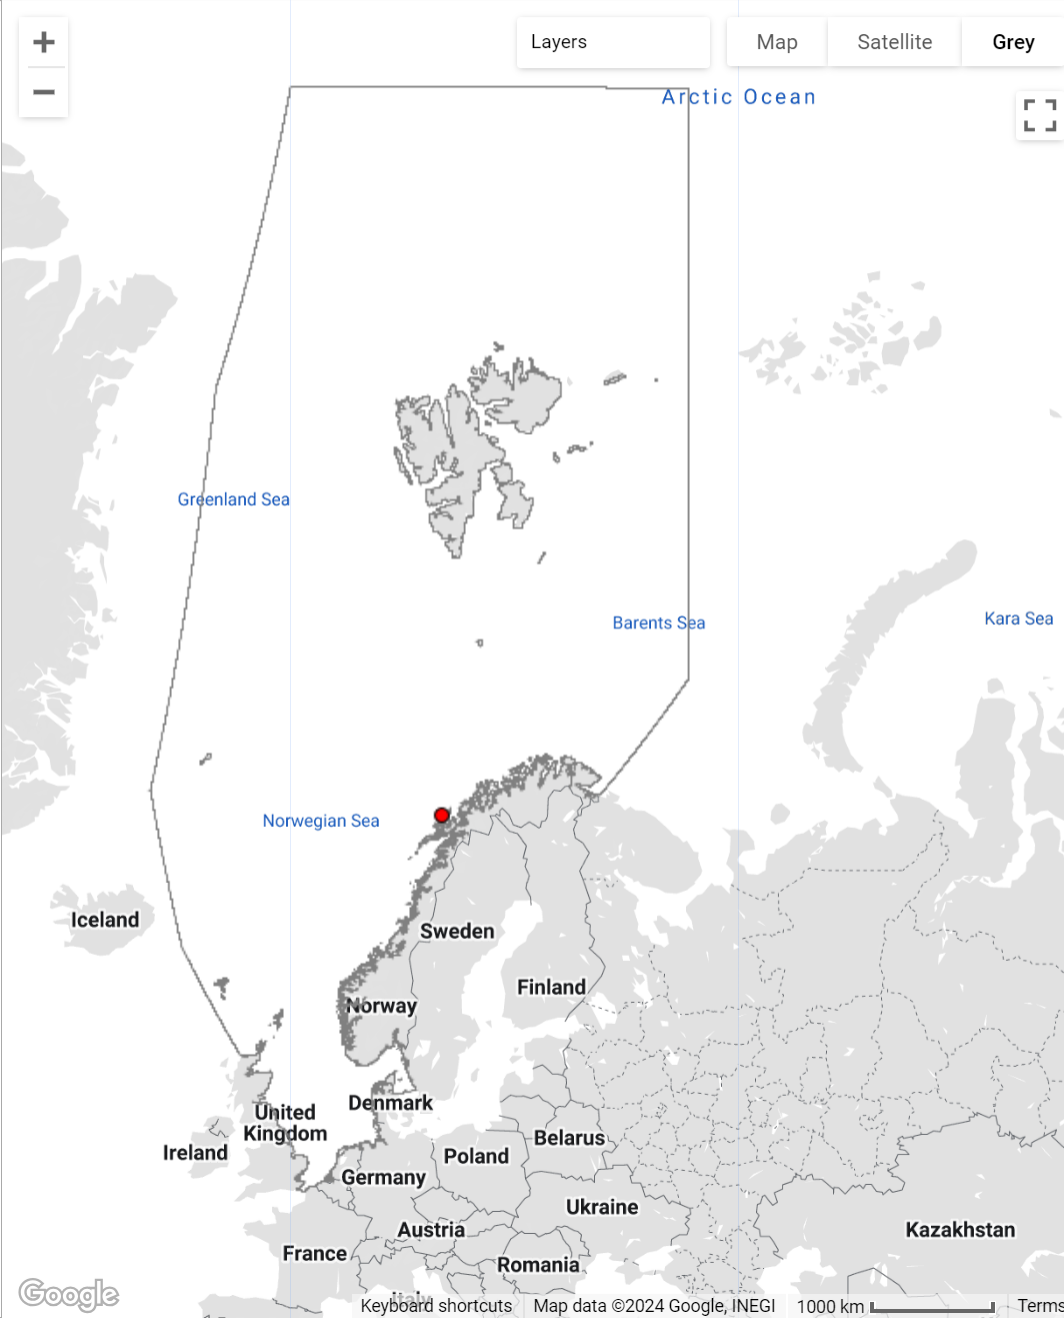 Layers
Map
Satellite
Grey
Arctic Ocean
Greenland Sea
Barents Sea
Kara Sea
Norwegian Sea
Iceland
Sweden
Finland
Norway
Denmark
United
Kingdom
Ireland
Belarus
Poland
Germany
Ukraine
Austria
Kazakhstan
France
Romania
Italy
Google
Keyboard shortcuts
Map data ©2024 Google, INEGI
1000 km
Terms